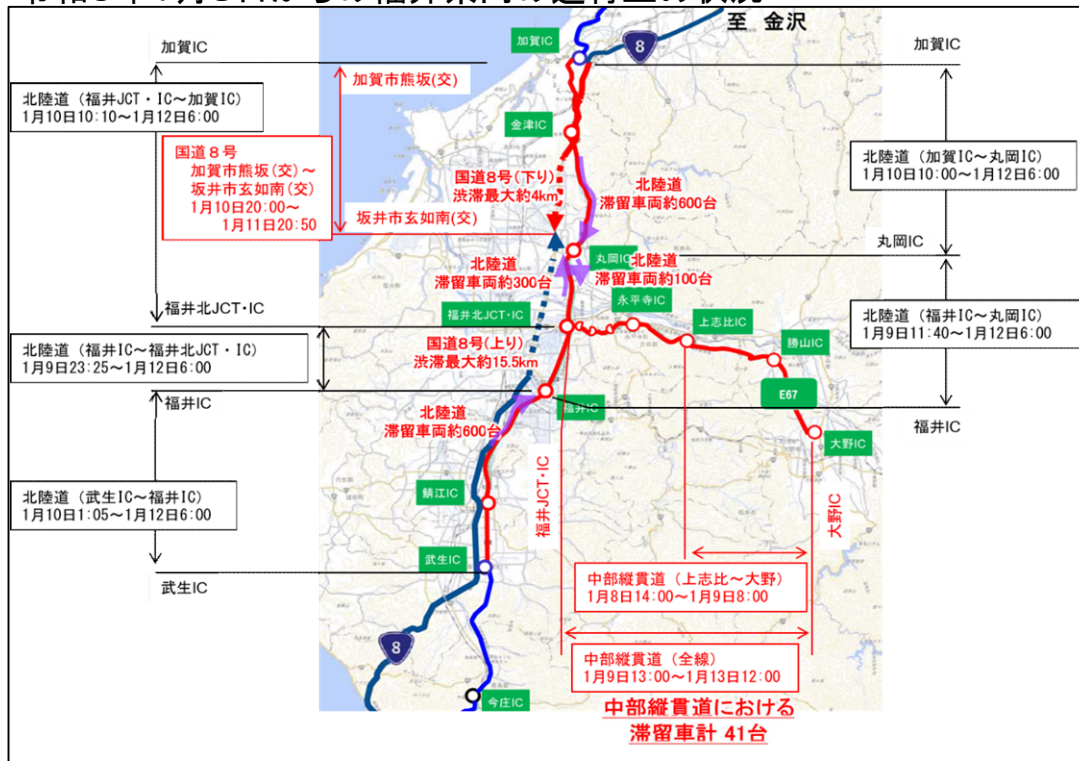 至 金沢
加賀IC
加賀IC
8
加賀IC
加賀市熊坂(交)
北陸道（福井JCT・IC～加賀IC）
1月10日10:10～1月12日6:00
金津IC
国道８号
加賀市熊坂(交)～
坂井市玄如南(交)
1月10日20:00～
1月11日20:50
国道8号(下り)
渋滞最大約4km
北陸道
滞留車両約600台
北陸道（加賀IC～丸岡IC）
1月10日10:00～1月12日6:00
坂井市玄如南(交)
丸岡IC
丸岡IC
北陸道
滞留車両約300台
北陸道
滞留車両約100台
永平寺IC
福井北JCT・IC
福井北JCT・IC
上志比IC
北陸道（福井IC～丸岡IC）
1月9日11:40～1月12日6:00
北陸道（福井IC～福井北JCT・IC）
1月9日23:25～1月12日6:00
国道8号(上り)
渋滞最大約15.5km
勝山IC
E67
福井IC
福井IC
福井IC
北陸道
滞留車両約600台
大野IC
福井JCT・IC
大野IC
北陸道（武生IC～福井IC）
1月10日1:05～1月12日6:00
鯖江IC
武生IC
武生IC
中部縦貫道（上志比～大野）
1月8日14:00～1月9日8:00
8
中部縦貫道（全線）
1月9日13:00～1月13日12:00
今庄IC
中部縦貫道における
滞留車計 41台